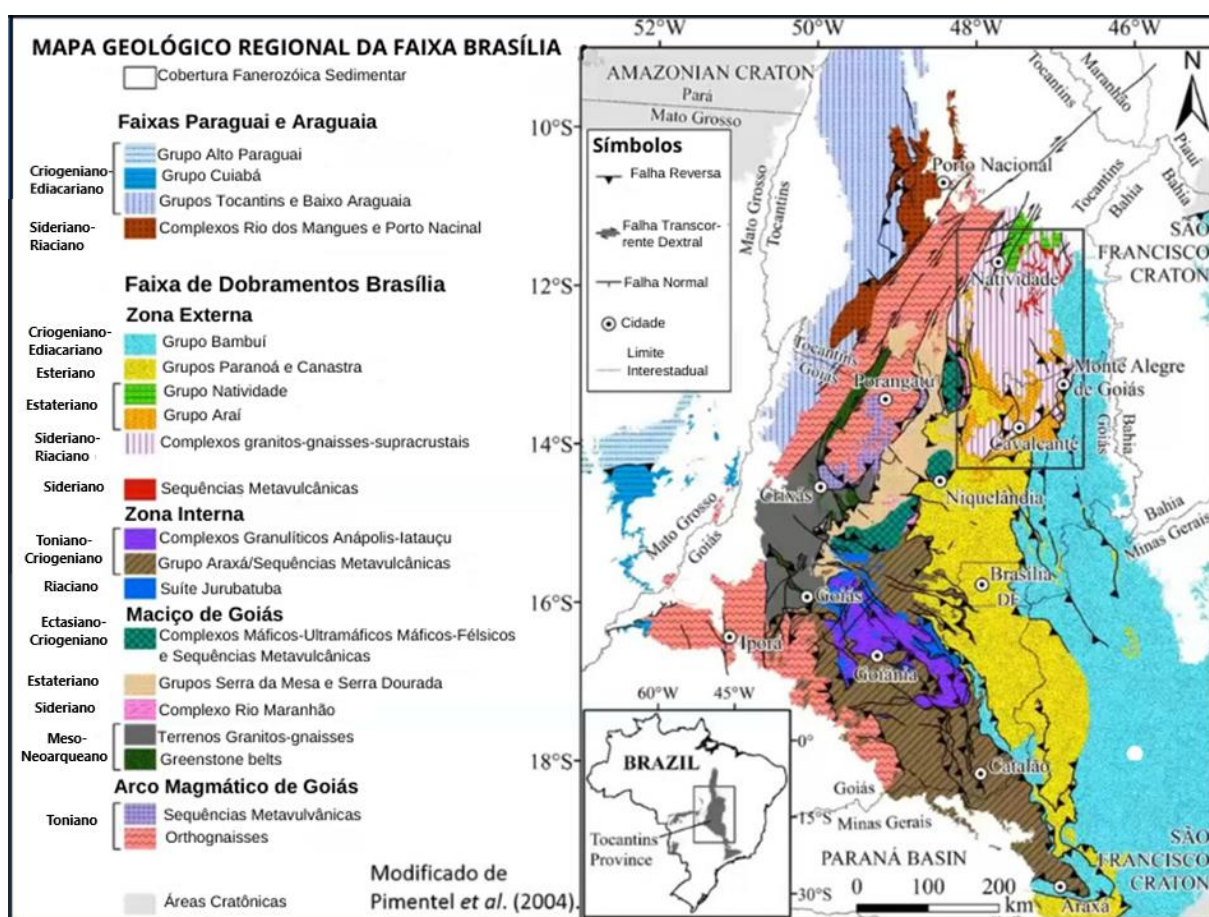 MAPA GEOLÓGICO REGIONAL DA FAIXA BRASÍLIA
Cobertura Fanerozóica Sedimentar
Faixas Paraguai e Araguaia
Criogeniano-
Ediacariano
Grupo Alto Paraguai
Grupo Cuiabá
Grupos Tocantins e Baixo Araguaia
Sideriano-
Riaciano
Complexos Rio dos Mangues e Porto Nacinal
Faixa de Dobramentos Brasília
Zona Externa
Criogeniano-
Ediacariano
Grupo Bambuí
Esteriano
Grupos Paranoá e Canastra
Estateriano
Grupo Natividade
Grupo Araí
Sideriano-
Riaciano
Complexos granitos-gnaisses-supracrustais
Sideriano
Sequências Metavulcânicas
Zona Interna
Toniano-
Criogeniano
Complexos Granulíticos Anápolis-Iatauçu
Grupo Araxá/Sequências Metavulcânicas
Riaciano
Suíte Jurubatuba
Maciço de Goiás
Ectasiano-
Criogeniano
Complexos Máficos-Ultramáficos Máficos-Félsicos
e Sequências Metavulcânicas
Estateriano
Grupos Serra da Mesa e Serra Dourada
Sideriano
Complexo Rio Maranhão
Meso-
Neoarqueano
Terrenos Granitos-gnaisses
Greenstone belts
Arco Magmático de Goiás
Toniano
Sequências Metavulvânicas
Orthognaisses
Áreas Cratônicas
Modificado de
Pimentel et al. (2004).
52°W
50°W
48°W
46°W
10°S
12°S
14°S
16°S
18°S
N
AMAZONIAN CRATON
Pará
Mato Grosso
Símbolos
Falha Reversa
Falha Transcor-
rente Dextral
Falha Normal
Cidade
Limite
Interestadual
Mato Grosso
Tocantins
Tocantins
Maranhão
Piauí
Bahia
Tocantins
Bahia
SÃO
FRANCISCO
CRATON
Porto Nacional
Natividade
Tocantins
Goiás
Porangatu
Monte Alegre
de Goiás
Cavalcante
Goiás
Bahia
Crixás
Niquelândia
Mato Grosso
Goiás
Bahia
Minas Gerais
Brasília
DF
Goiás
Iporá
Goiânia
Catalão
Goiás
Minas Gerais
PARANÁ BASIN
SÃO
FRANCISCO
CRATON
Araxá
0 100 200
km
60°W
45°W
0°
15°S
30°S
BRAZIL
Tocantins
Province